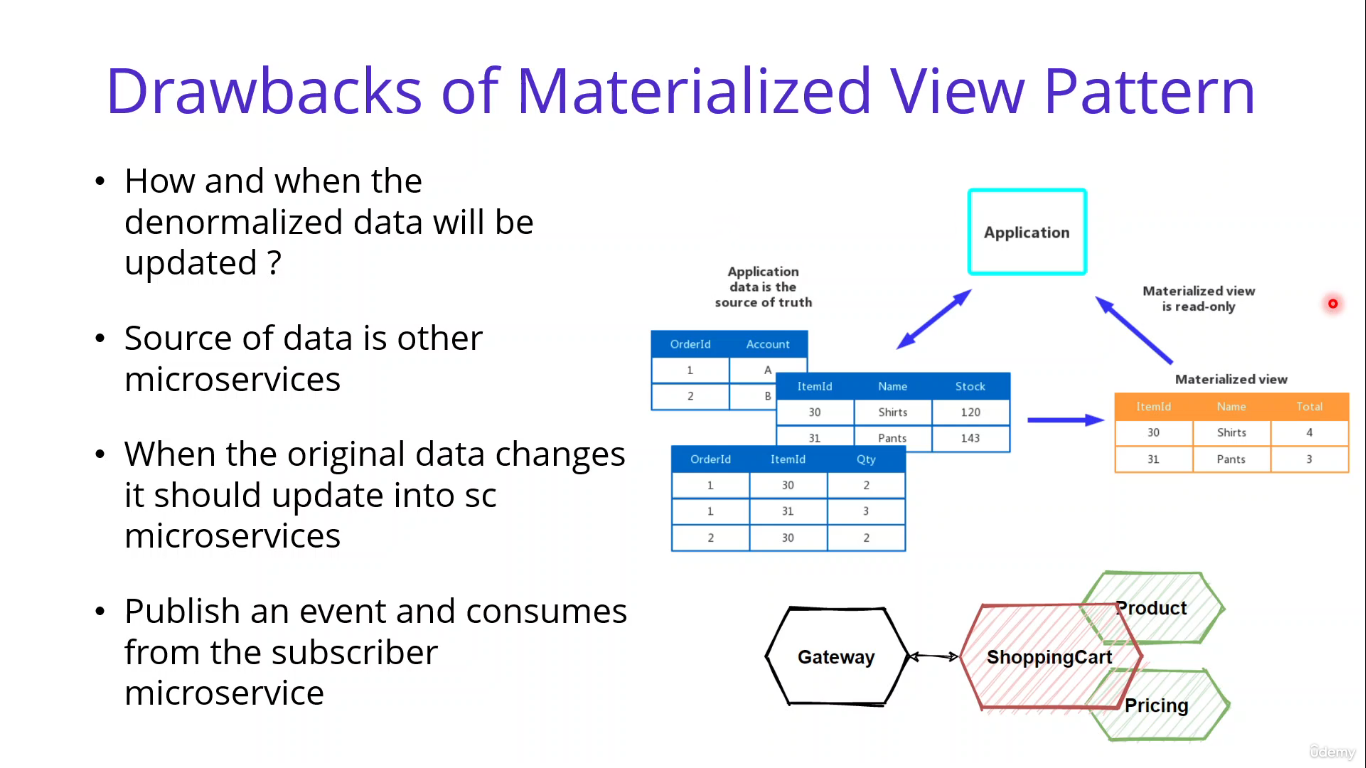 Drawbacks of Materialized View Pattern
• How and when the
denormalized data will be
updated ?
• Source of data is other
microservices
• When the original data changes
it should update into sc
microservices
• Publish an event and consumes
from the subscriber
microservice
Application
Application
data is the
source of truth
Materialized view
is read-only
OrderId Account
1 A
2 B
ItemId Name Stock
30 Shirts 120
31 Pants 143
OrderId ItemId Qty
1 30 2
1 31 3
2 30 2
Materialized view
ItemId Name Total
30 Shirts 4
31 Pants 3
Gateway
ShoppingCart
Product
Pricing
ûdemy